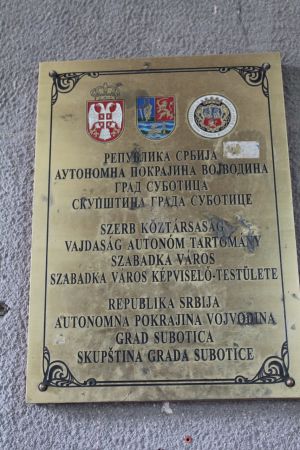 РЕПУБЛИКА СРБИЈА
АУТОНОМНА ПОКРАЈИНА ВОЈВОДИНА
ГРАД СУБОТИЦА
СКУПШТИНА ГРАДА СУБОТИЦЕ
SZERB KÖZTÁRSASÁG
VAJDASÁG AUTONÓM TARTOMÁNY
SZABADKA VÁROS
SZABADKA VÁROS KÉPVISELŐ-TESTÜLETE
REPUBLIKA SRBIJA
AUTONOMNA POKRAJINA VOJVODINA
GRAD SUBOTICA
SKUPŠTINA GRADA SUBOTICE